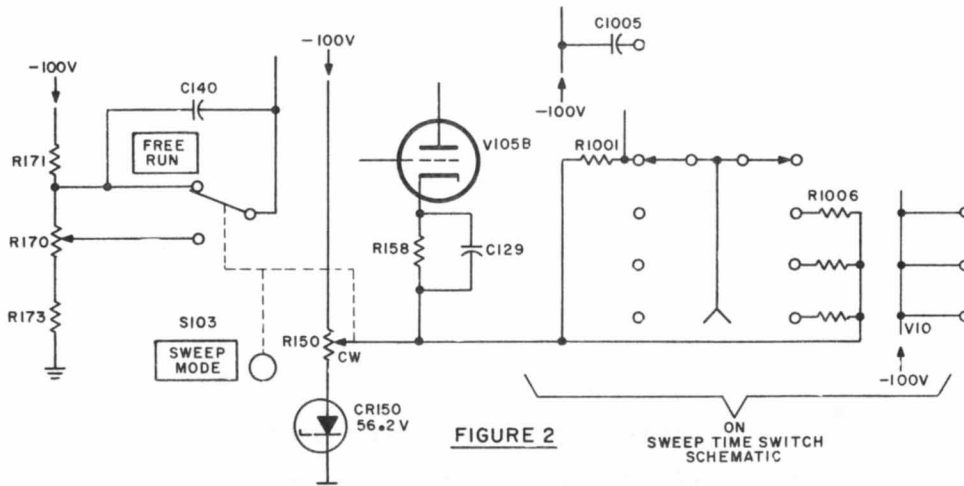 C1005
-100V
-100V
-100V
C140
FREE
RUN
V105B
R171
R1001
R1006
R158
C129
R170
R173
S103
SWEEP
MODE
R150
CW
V10
-100V
CR150
56.2V
FIGURE 2
ON
SWEEP TIME SWITCH
SCHEMATIC